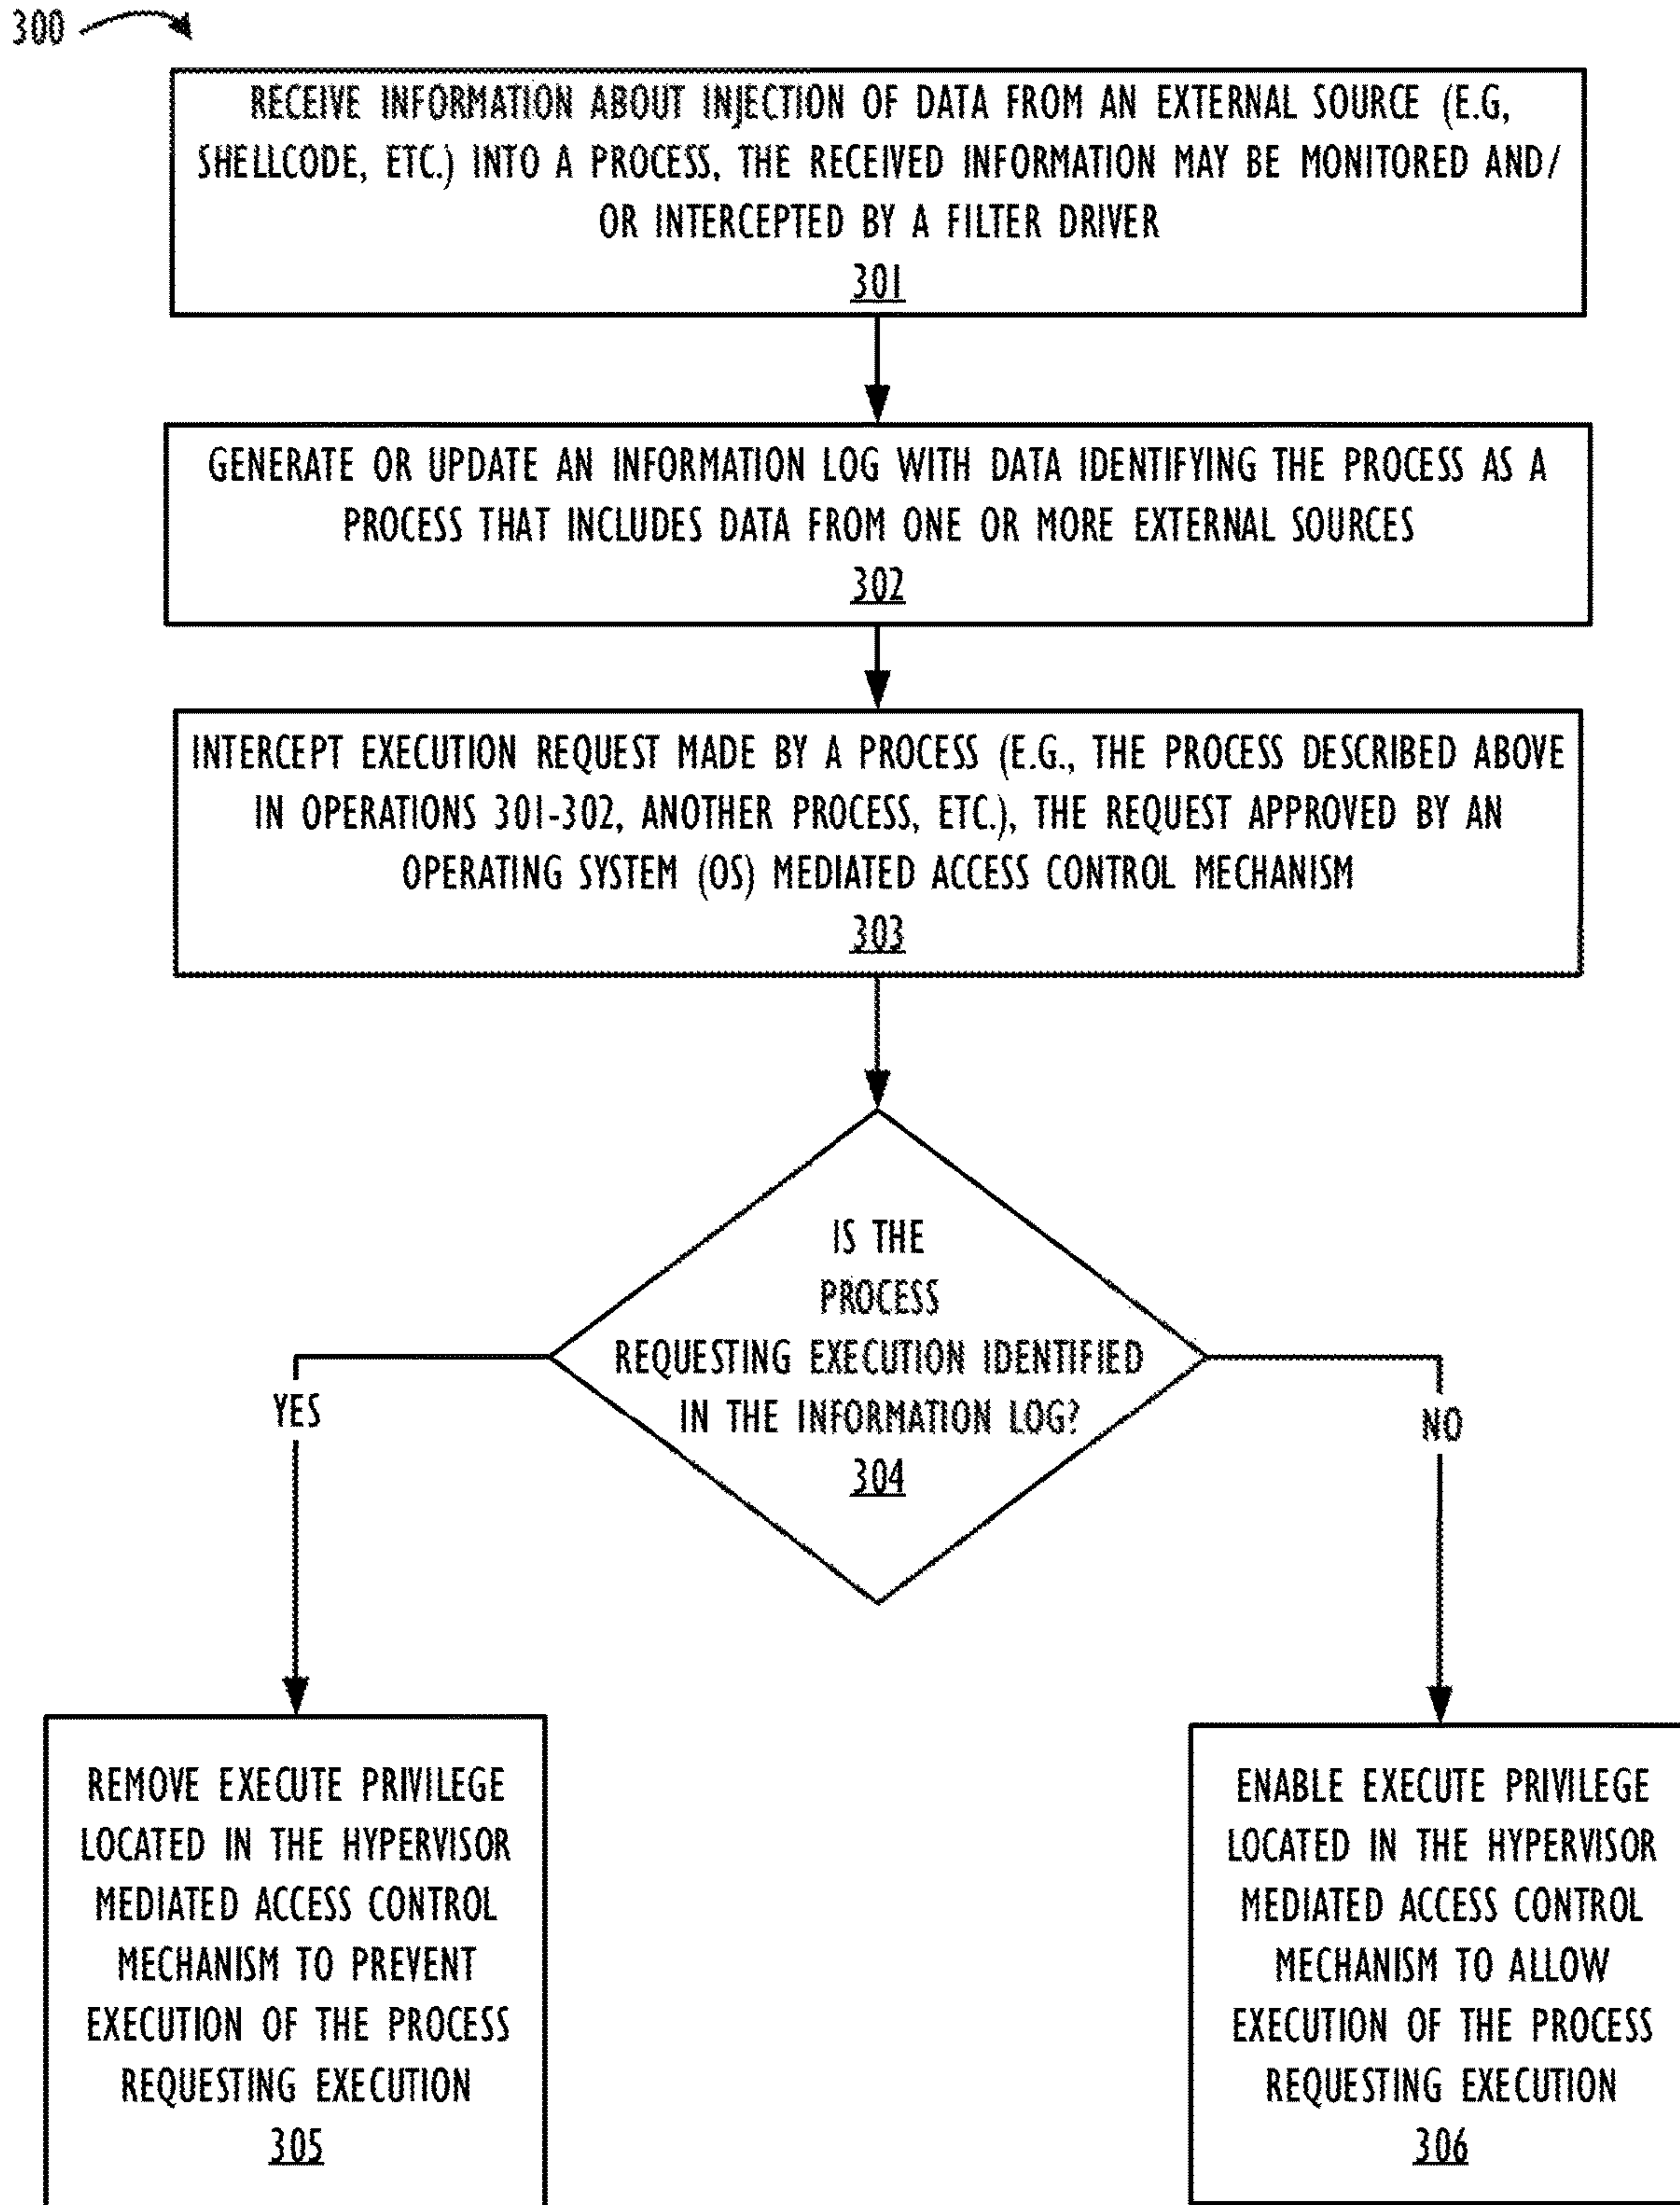 300
RECEIVE INFORMATION ABOUT INJECTION OF DATA FROM AN EXTERNAL SOURCE (E.G,
SHELLCODE, ETC.) INTO A PROCESS, THE RECEIVED INFORMATION MAY BE MONITORED AND/
OR INTERCEPTED BY A FILTER DRIVER
301
GENERATE OR UPDATE AN INFORMATION LOG WITH DATA IDENTIFYING THE PROCESS AS A
PROCESS THAT INCLUDES DATA FROM ONE OR MORE EXTERNAL SOURCES
302
INTERCEPT EXECUTION REQUEST MADE BY A PROCESS (E.G., THE PROCESS DESCRIBED ABOVE
IN OPERATIONS 301-302, ANOTHER PROCESS, ETC.), THE REQUEST APPROVED BY AN
OPERATING SYSTEM (OS) MEDIATED ACCESS CONTROL MECHANISM
303
IS THE
PROCESS
REQUESTING EXECUTION IDENTIFIED
IN THE INFORMATION LOG?
304
YES
NO
REMOVE EXECUTE PRIVILEGE
LOCATED IN THE HYPERVISOR
MEDIATED ACCESS CONTROL
MECHANISM TO PREVENT
EXECUTION OF THE PROCESS
REQUESTING EXECUTION
305
ENABLE EXECUTE PRIVILEGE
LOCATED IN THE HYPERVISOR
MEDIATED ACCESS CONTROL
MECHANISM TO ALLOW
EXECUTION OF THE PROCESS
REQUESTING EXECUTION
306